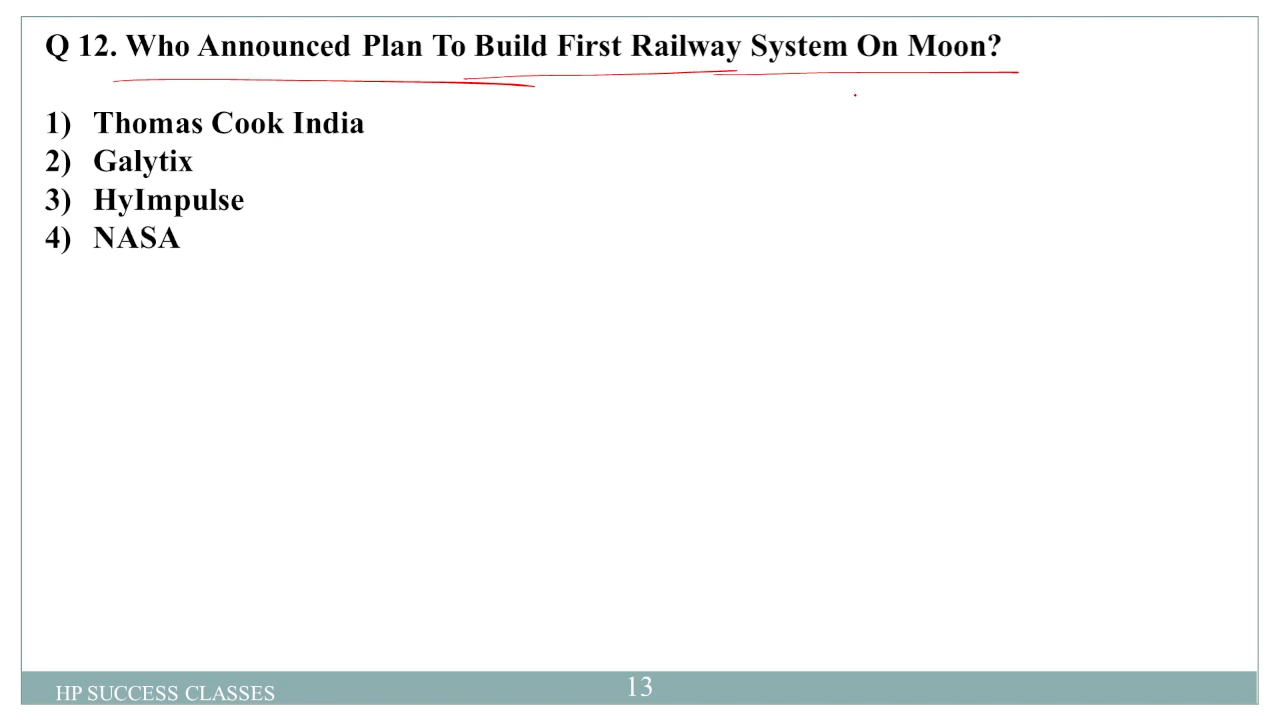 Q 12. Who Announced Plan To Build First Railway System On Moon?
1) Thomas Cook India
2) Galytix
3) HyImpulse
4) NASA
HP SUCCESS CLASSES
13